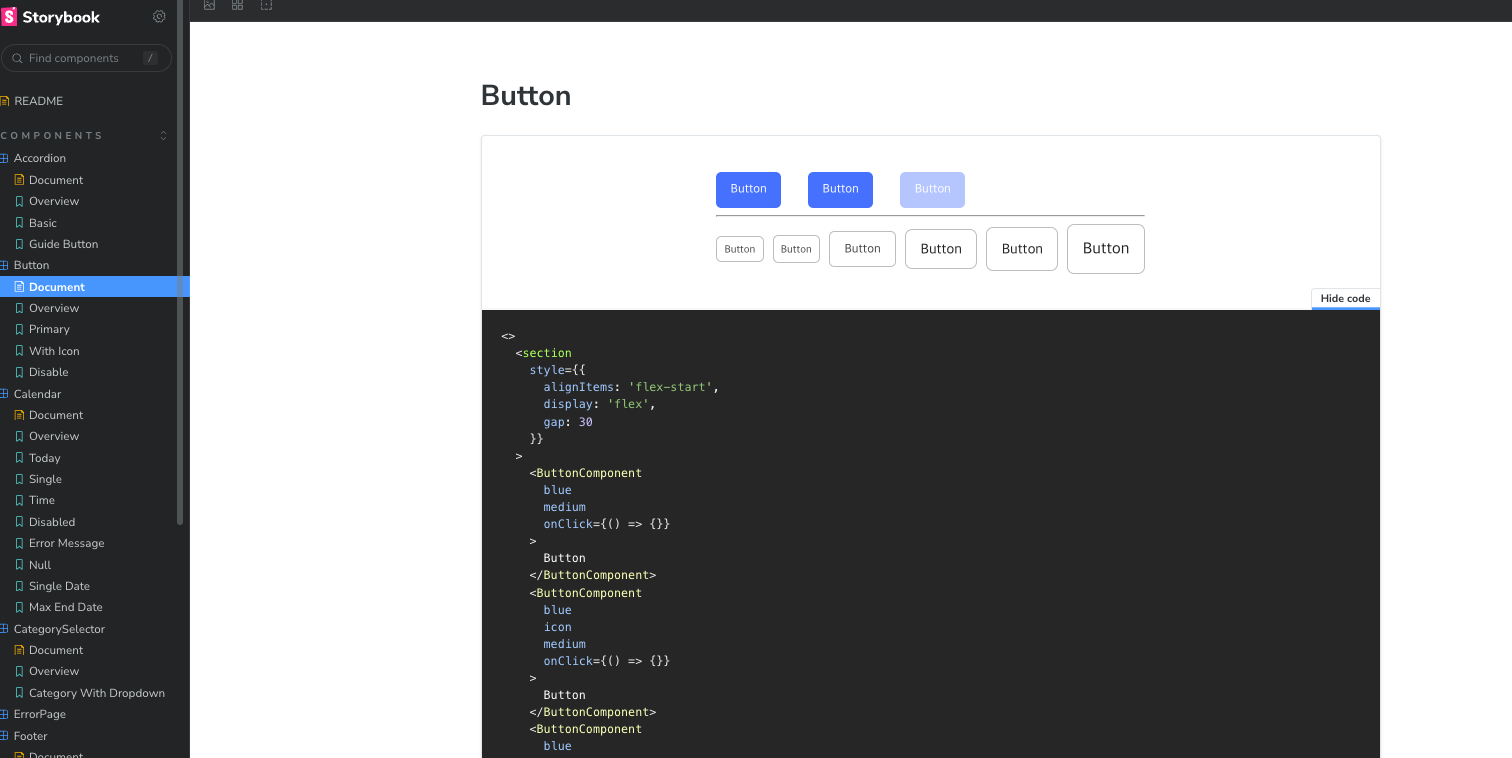 Storybook
Find components /
README
COMPONENTS
Accordion
Document
Overview
Basic
Guide Button
Button
Document
Overview
Primary
With Icon
Disable
Calendar
Document
Overview
Today
Single
Time
Disabled
Error Message
Null
Single Date
Max End Date
CategorySelector
Document
Overview
Category With Dropdown
ErrorPage
Footer
Document
Button
Button Button Button
Button Button Button Button Button Button
Hide code
<>
<section
style={{
alignItems: 'flex-start',
display: 'flex',
gap: 30
}}
>
<ButtonComponent
blue
medium
onClick={() => {}}
>
Button
</ButtonComponent>
<ButtonComponent
blue
icon
medium
onClick={() => {}}
>
Button
</ButtonComponent>
<ButtonComponent
blue